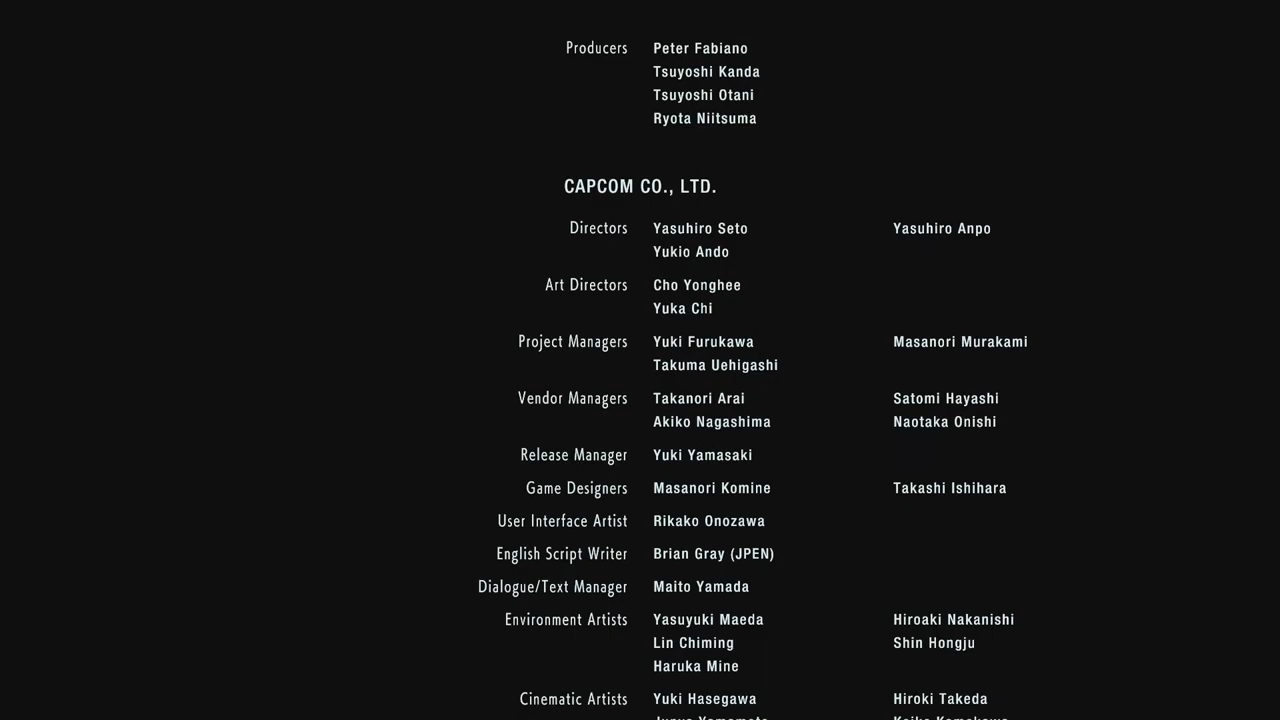 Producers Peter Fabiano
Tsuyoshi Kanda
Tsuyoshi Otani
Ryota Niitsuma
CAPCOM CO., LTD.
Directors Yasuhiro Seto Yasuhiro Anpo
Yukio Ando
Art Directors Cho Yonghee
Yuka Chi
Project Managers Yuki Furukawa Masanori Murakami
Takuma Uehigashi
Vendor Managers Takanori Arai Satomi Hayashi
Akiko Nagashima Naotaka Onishi
Release Manager Yuki Yamasaki
Game Designers Masanori Komine Takashi Ishihara
User Interface Artist Rikako Onozawa
English Script Writer Brian Gray (JPEN)
Dialogue/Text Manager Maito Yamada
Environment Artists Yasuyuki Maeda Hiroaki Nakanishi
Lin Chiming Shin Hongju
Haruka Mine
Cinematic Artists Yuki Hasegawa Hiroki Takeda